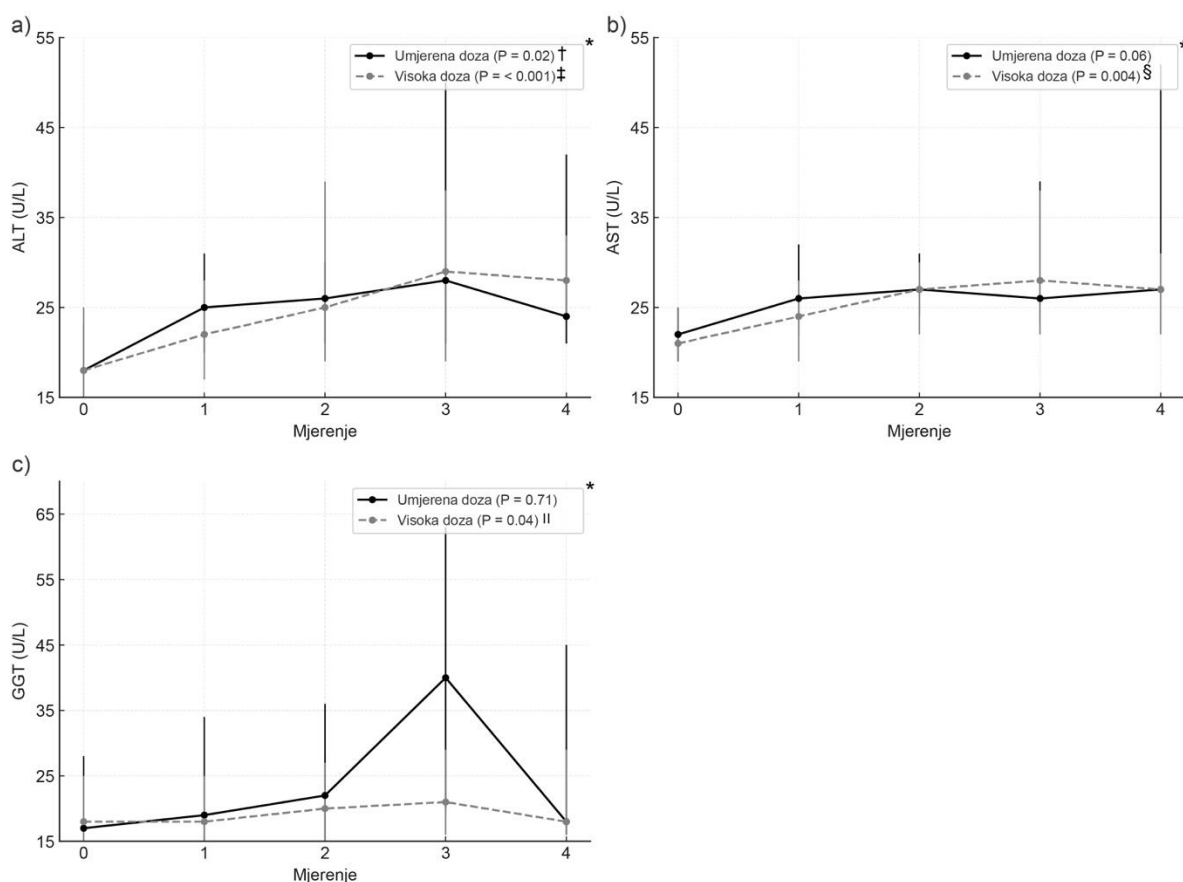 a)
55
45
35
25
15
ALT (U/L)
*
Umjerena doza (P = 0.02) †
Visoka doza (P = < 0.001) ‡
0 1 2 3 4
Mjerenje
b)
55
45
35
25
15
AST (U/L)
*
Umjerena doza (P = 0.06)
Visoka doza (P = 0.004) §
0 1 2 3 4
Mjerenje
c)
65
55
45
35
25
15
GGT (U/L)
*
Umjerena doza (P = 0.71)
Visoka doza (P = 0.04) II
0 1 2 3 4
Mjerenje